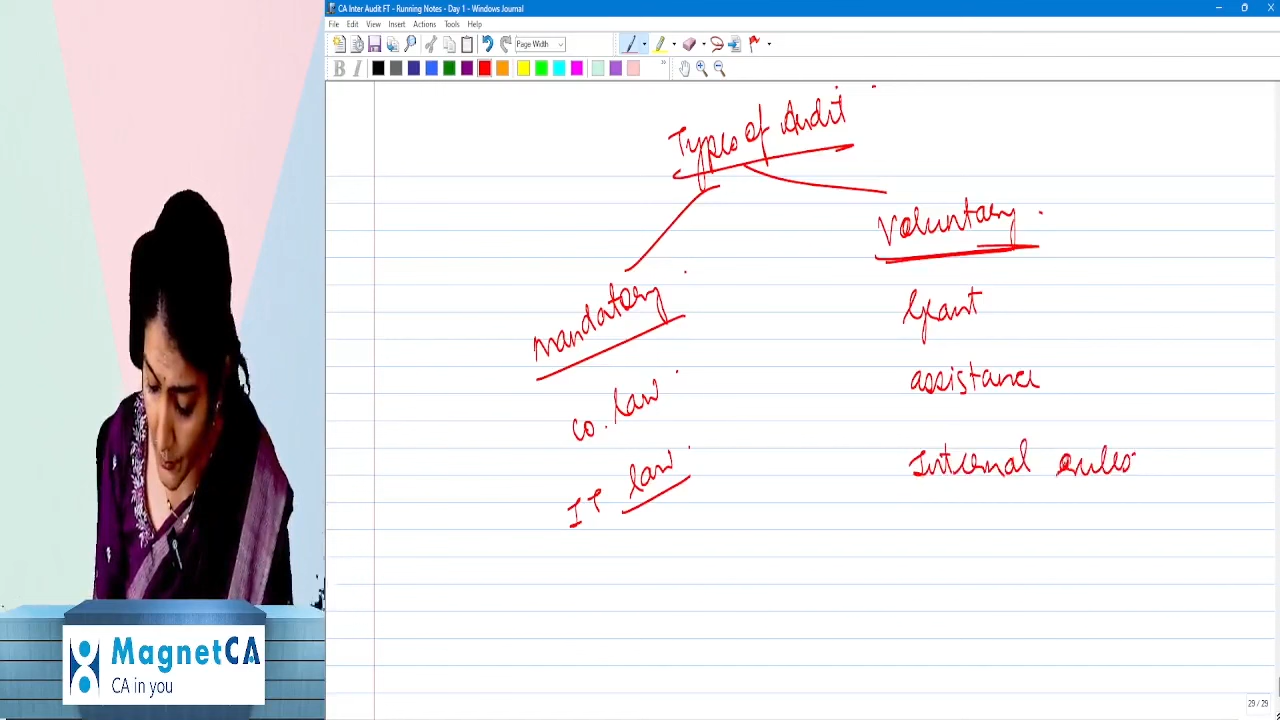 CA Inter Audit FT - Running Notes - Day 1 - Windows Journal
File Edit View Insert Actions Tools Help
Page Width
B I
Types of Audit
Mandatory
Voluntary
co. law
IT law
Grant
assistance
Internal rules
MagnetCA
CA in you
29 / 29